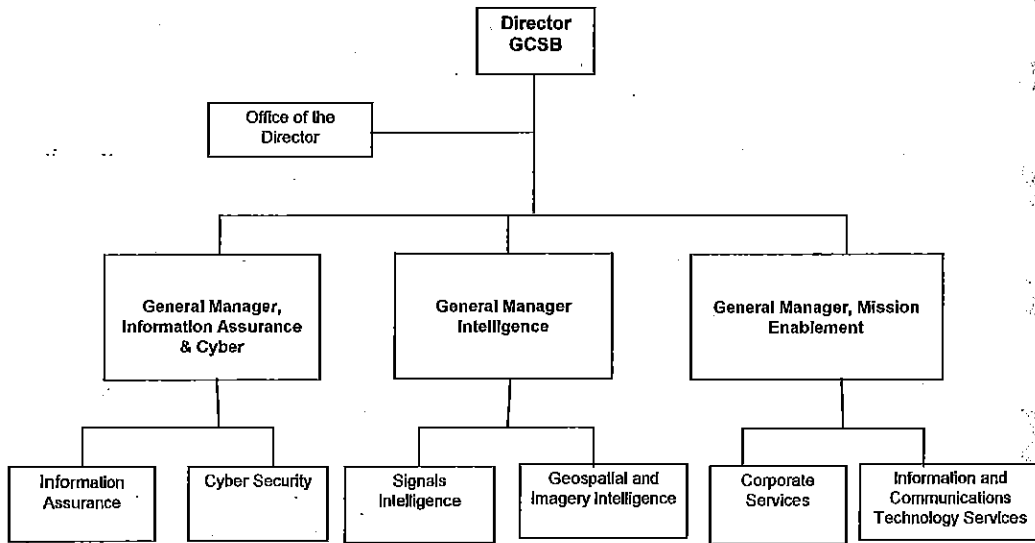 Director
GCSB
Office of the
Director
General Manager,
Information Assurance
& Cyber
General Manager
Intelligence
General Manager, Mission
Enablement
Information
Assurance
Cyber Security
Signals
Intelligence
Geospatial and
Imagery Intelligence
Corporate
Services
Information and
Communications
Technology Services